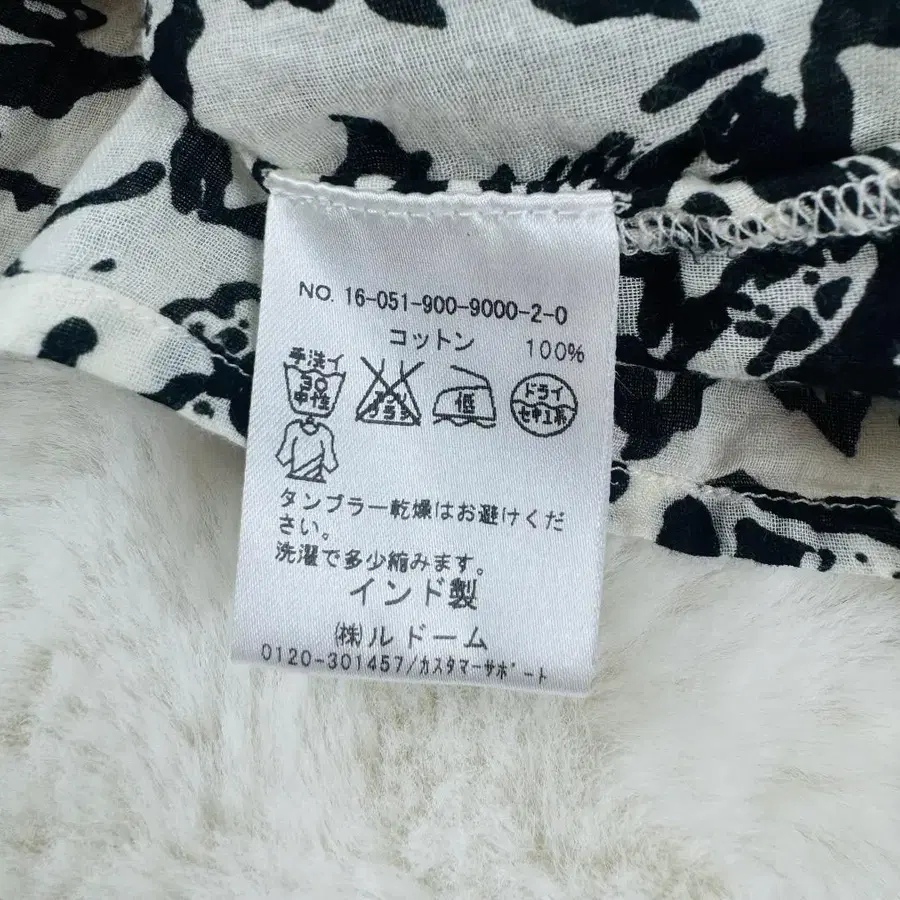 NO. 16-051-900-9000-2-0
コットン 100%
手洗イ
30
中性
低
ドライ
セキユ系
タンブラー乾燥はお避けくだ
さい。
洗濯で多少縮みます。
インド製
㈱ルドーム
0120-301457/カスタマーサポート